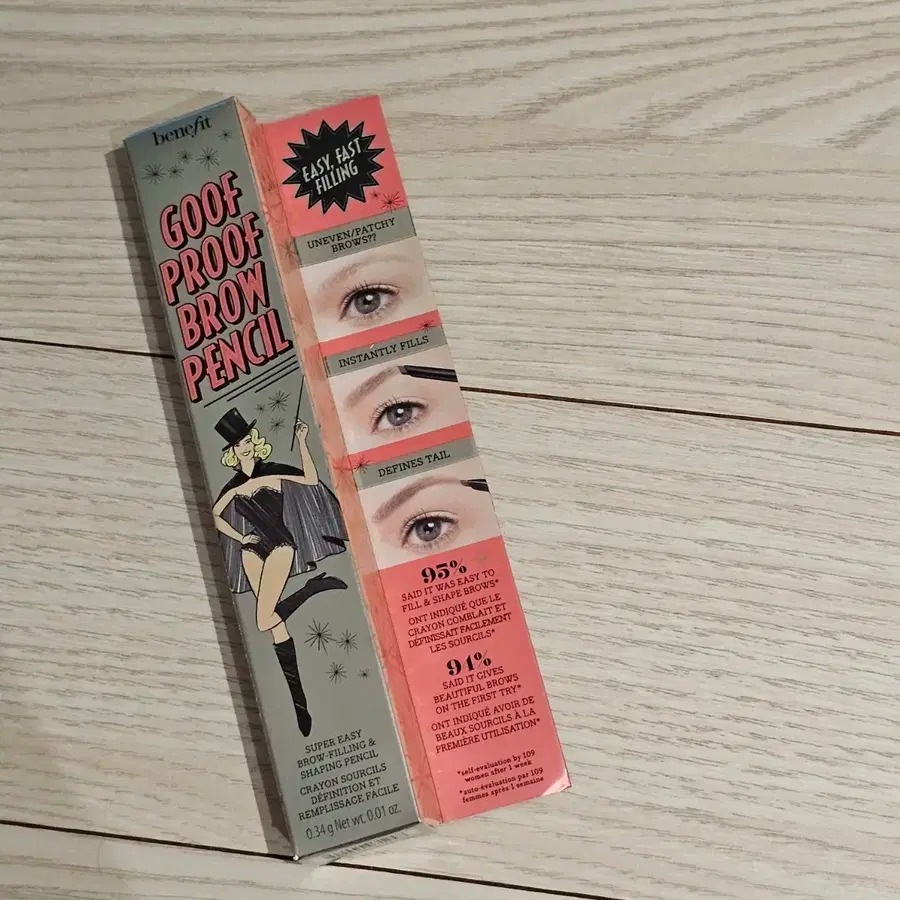 benefit
GOOF
PROOF
BROW
PENCIL
SUPER EASY
BROW-FILLING &
SHAPING PENCIL
CRAYON SOURCILS
DÉFINITION ET
REMPLISSAGE FACILE
0.34 g Net wt. 0.01 oz.
EASY, FAST
FILLING
UNEVEN/PATCHY
BROWS??
INSTANTLY FILLS
DEFINES TAIL
95%
SAID IT WAS EASY TO
FILL & SHAPE BROWS*
ONT INDIQUÉ QUE LE
CRAYON COMBLAIT ET
DÉFINISSAIT FACILEMENT
LES SOURCILS*
94%
SAID IT GIVES
BEAUTIFUL BROWS
ON THE FIRST TRY*
ONT INDIQUÉ AVOIR DE
BEAUX SOURCILS À LA
PREMIÈRE UTILISATION*
*self-evaluation by 109
women after 1 week
*auto-évaluation par 109
femmes après 1 semaine